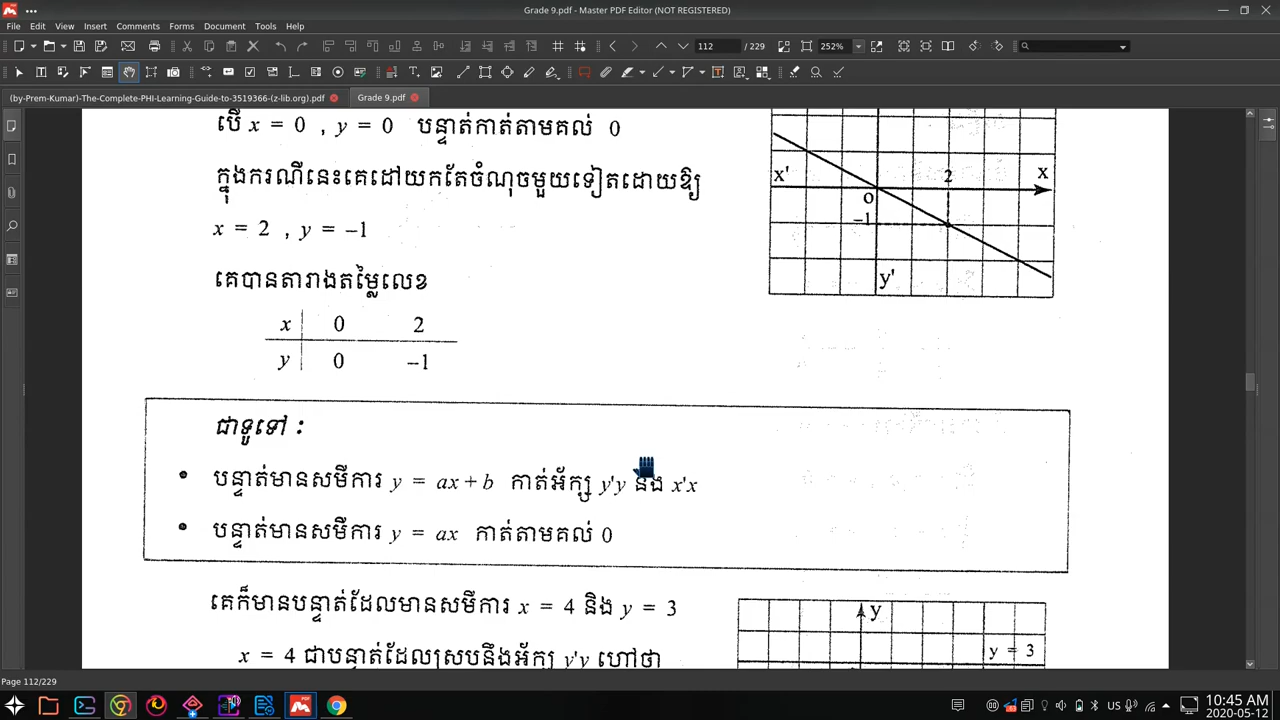 Grade 9.pdf - Master PDF Editor (NOT REGISTERED)
File Edit View Insert Comments Forms Document Tools Help
112 / 229 252%
(by-Prem-Kumar)-The-Complete-PHI-Learning-Guide-to-3519366-(z-lib.org).pdf Grade 9.pdf
បើ x = 0 , y = 0 បន្ទាត់កាត់តាមគល់ 0
ក្នុងករណីនេះគេដៅយកតែចំណុចមួយទៀតដោយឱ្យ
x = 2 , y = –1
គេបានតារាងតម្លៃលេខ
x 0 2
y 0 –1
x' 2 x
o
–1
y'
ជាទូទៅ :
• បន្ទាត់មានសមីការ y = ax + b កាត់អ័ក្ស y'y និង x'x
• បន្ទាត់មានសមីការ y = ax កាត់តាមគល់ 0
គេក៏មានបន្ទាត់ដែលមានសមីការ x = 4 និង y = 3
x = 4 ជាបន្ទាត់ដែលស្របនឹងអ័ក្ស y'y ហៅថា
y
y = 3
Page 112/229
US 10:45 AM
2020-05-12